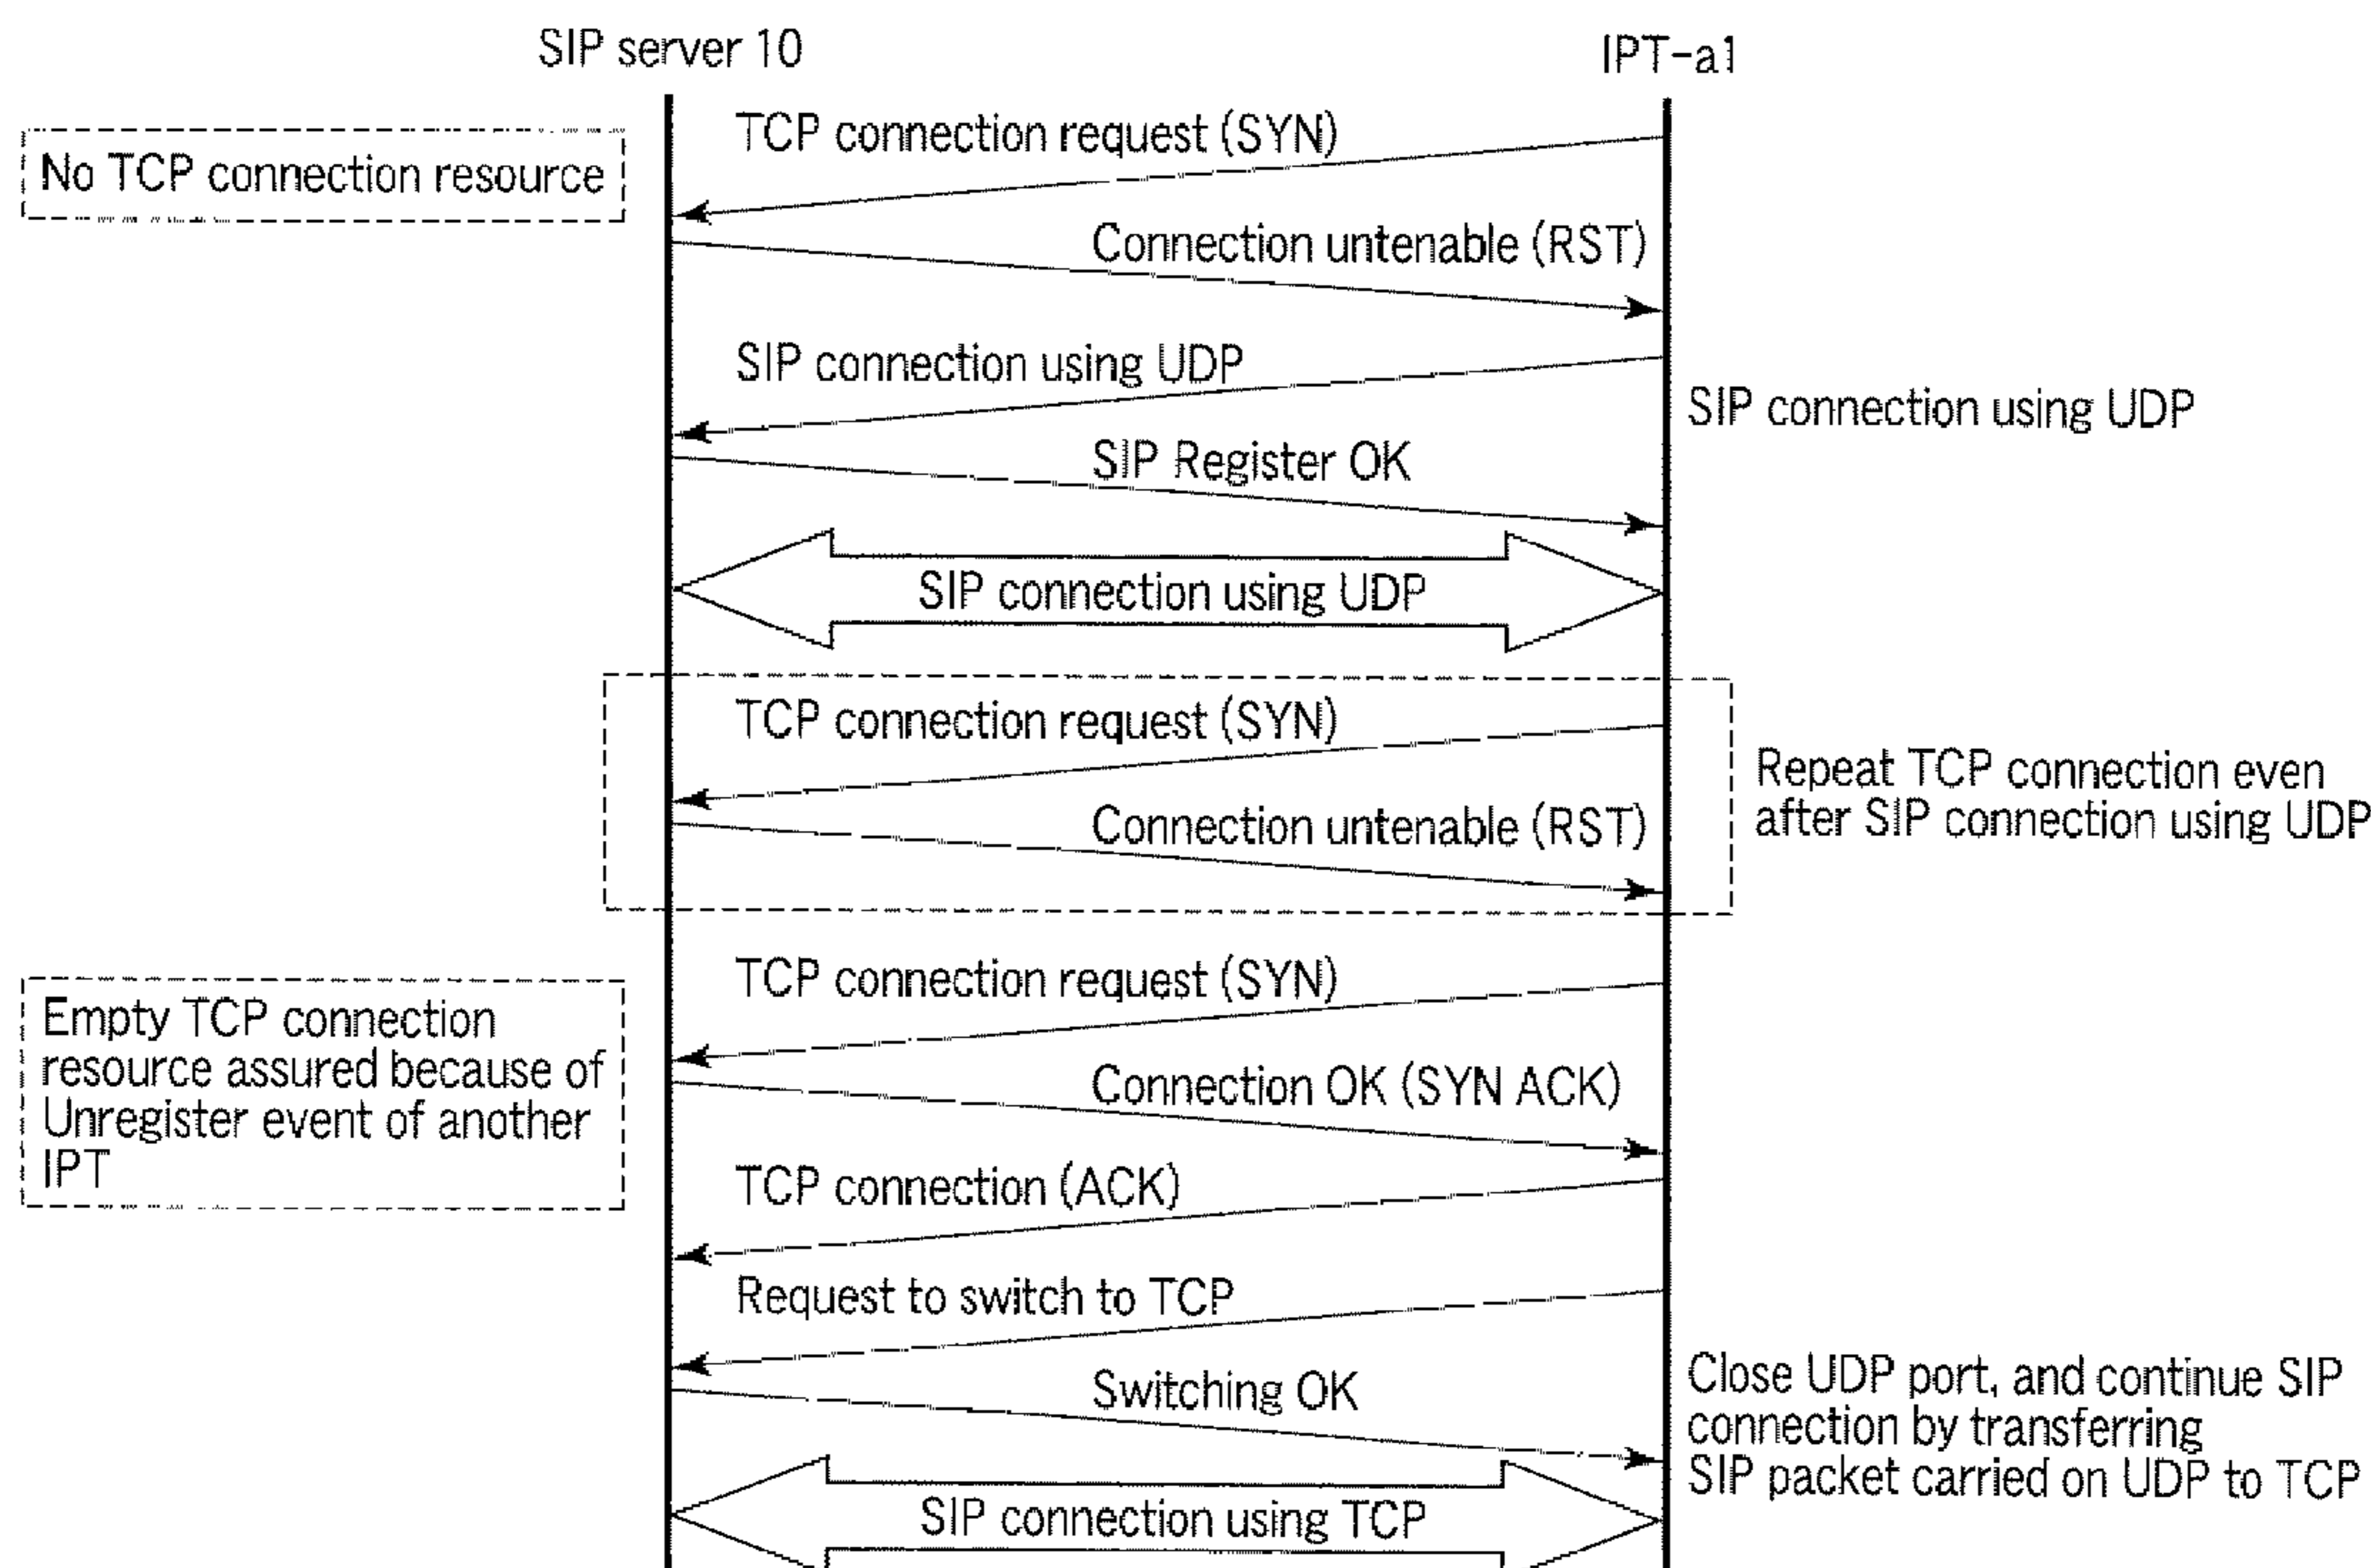 SIP server 10
IPT-a1
TCP connection request (SYN)
No TCP connection resource
Connection untenable (RST)
SIP connection using UDP
SIP connection using UDP
SIP Register OK
SIP connection using UDP
TCP connection request (SYN)
Repeat TCP connection even
after SIP connection using UDP
Connection untenable (RST)
TCP connection request (SYN)
Empty TCP connection
resource assured because of
Unregister event of another
IPT
Connection OK (SYN ACK)
TCP connection (ACK)
Request to switch to TCP
Switching OK
Close UDP port, and continue SIP
connection by transferring
SIP packet carried on UDP to TCP
SIP connection using TCP